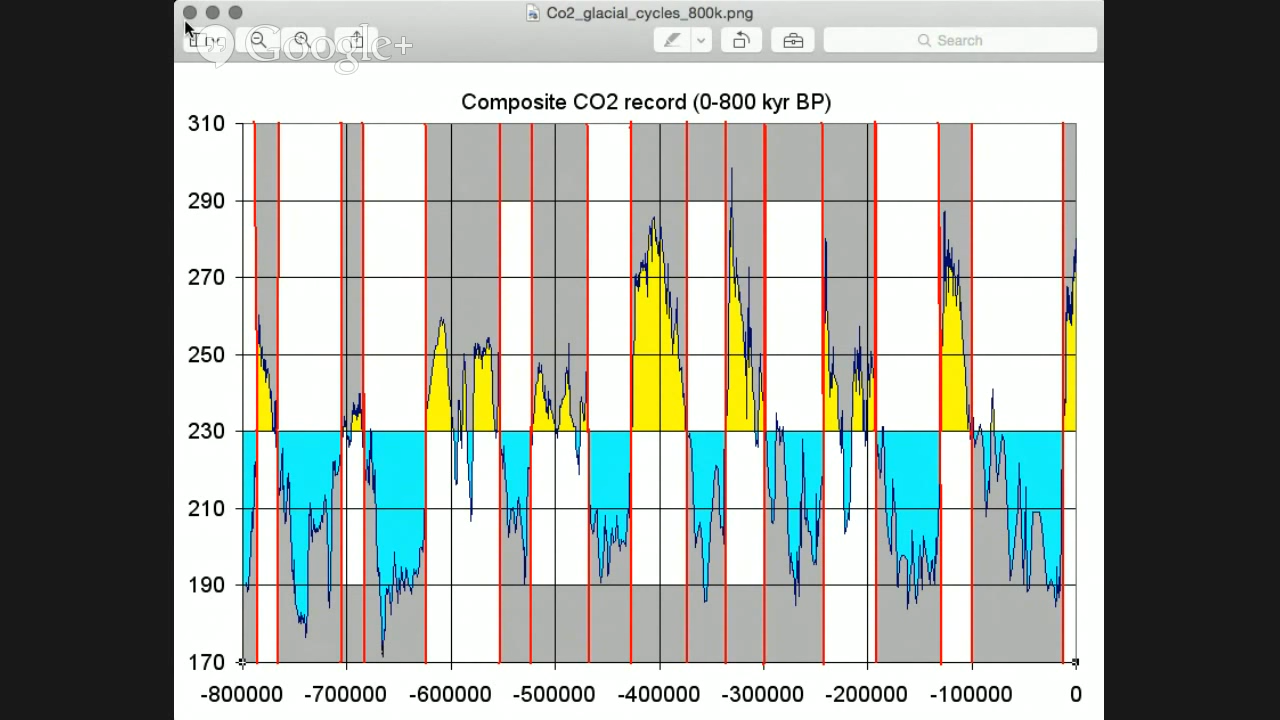 Co2_glacial_cycles_800k.png
Google+
Search
Composite CO2 record (0-800 kyr BP)
310
290
270
250
230
210
190
170
-800000 -700000 -600000 -500000 -400000 -300000 -200000 -100000 0